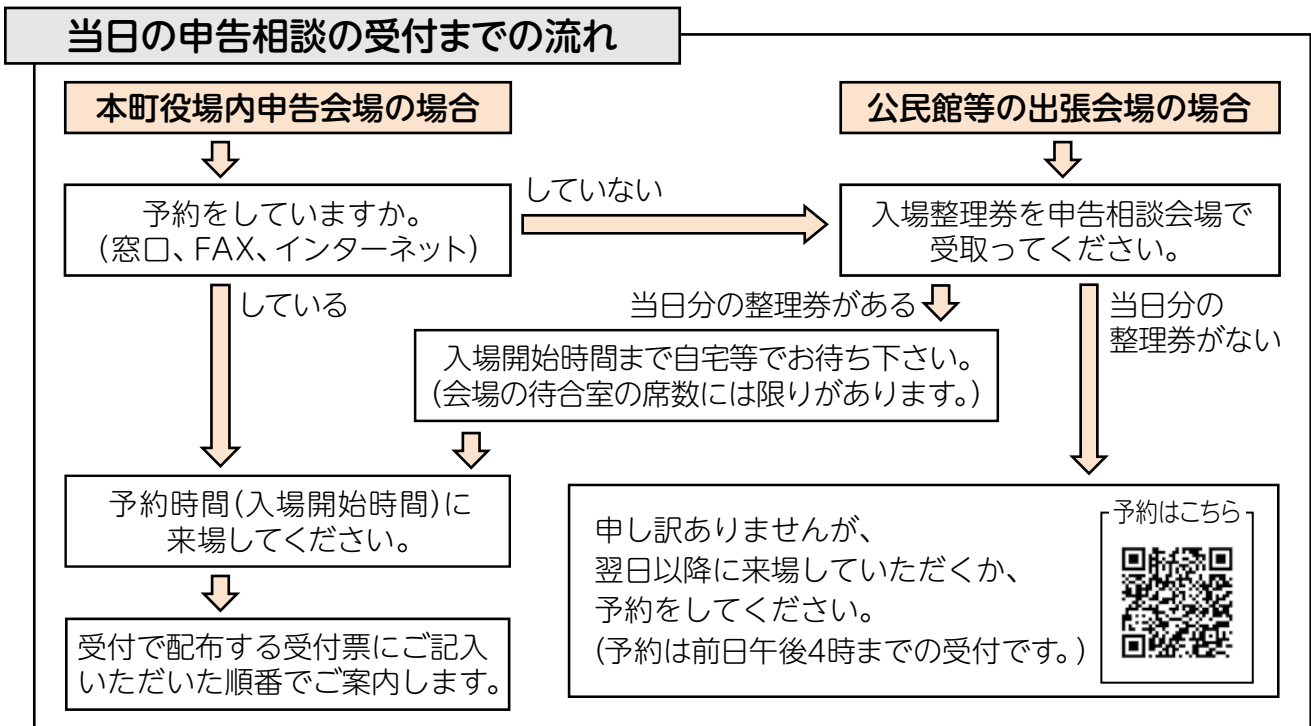 当日の申告相談の受付までの流れ
本町役場内申告会場の場合
公民館等の出張会場の場合
予約をしていますか。
(窓口、FAX、インターネット)
していない
入場整理券を申告相談会場で
受取ってください。
している
当日分の整理券がある
当日分の
整理券がない
入場開始時間まで自宅等でお待ち下さい。
(会場の待合室の席数には限りがあります。)
予約時間(入場開始時間)に
来場してください。
申し訳ありませんが、
翌日以降に来場していただくか、
予約をしてください。
(予約は前日午後4時までの受付です。)
予約はこちら
受付で配布する受付票にご記入
いただいた順番でご案内します。